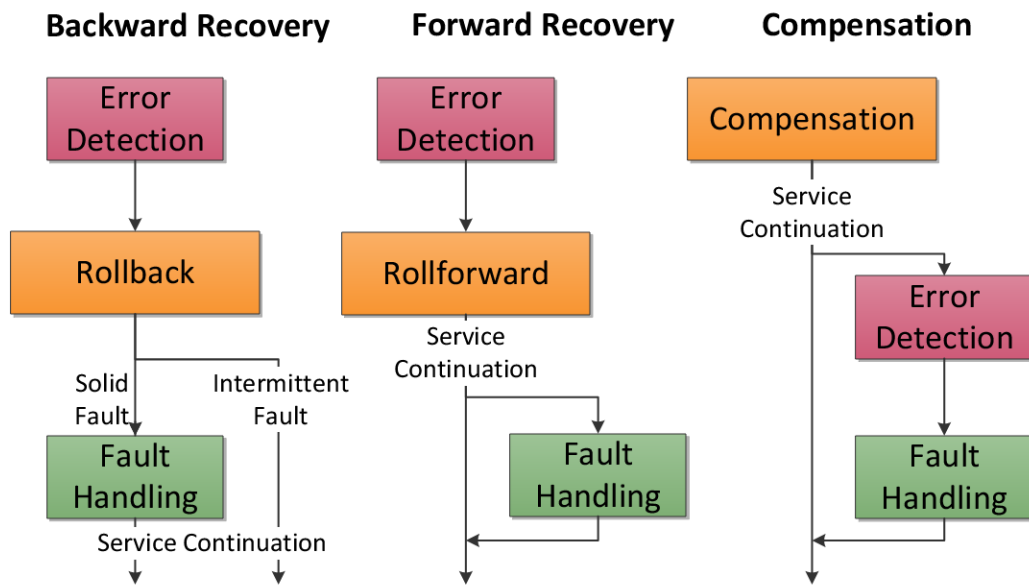 Backward Recovery
Error
Detection
Rollback
Solid
Fault
Intermittent
Fault
Fault
Handling
Service Continuation
Forward Recovery
Error
Detection
Rollforward
Service
Continuation
Fault
Handling
Compensation
Compensation
Service
Continuation
Error
Detection
Fault
Handling